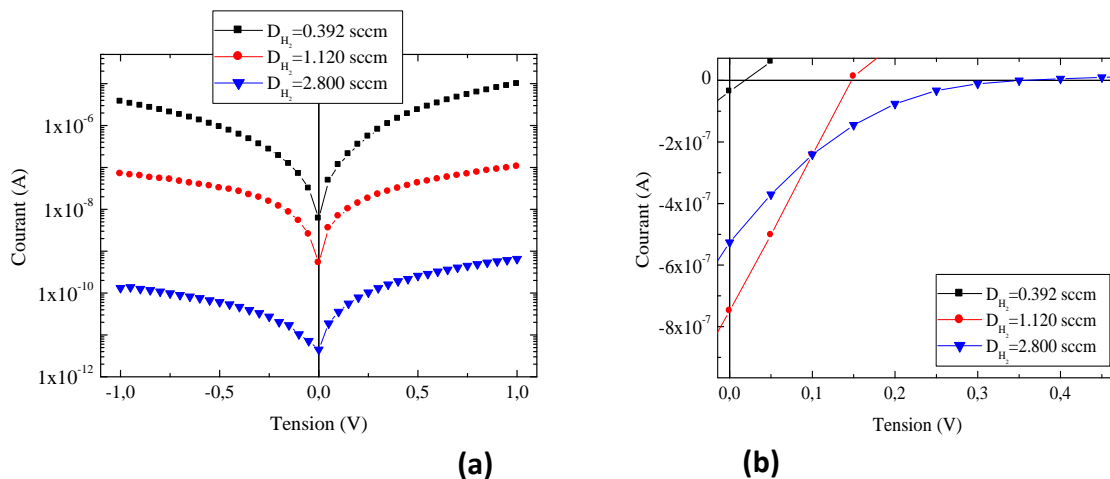 D_H₂=0.392 sccm
D_H₂=1.120 sccm
D_H₂=2.800 sccm
Courant (A)
1x10⁻⁶
1x10⁻⁸
1x10⁻¹⁰
1x10⁻¹²
-1,0
-0,5
0,0
0,5
1,0
Tension (V)
(a)
Courant (A)
0
-2x10⁻⁷
-4x10⁻⁷
-6x10⁻⁷
-8x10⁻⁷
D_H₂=0.392 sccm
D_H₂=1.120 sccm
D_H₂=2.800 sccm
0,0
0,1
0,2
0,3
0,4
Tension (V)
(b)